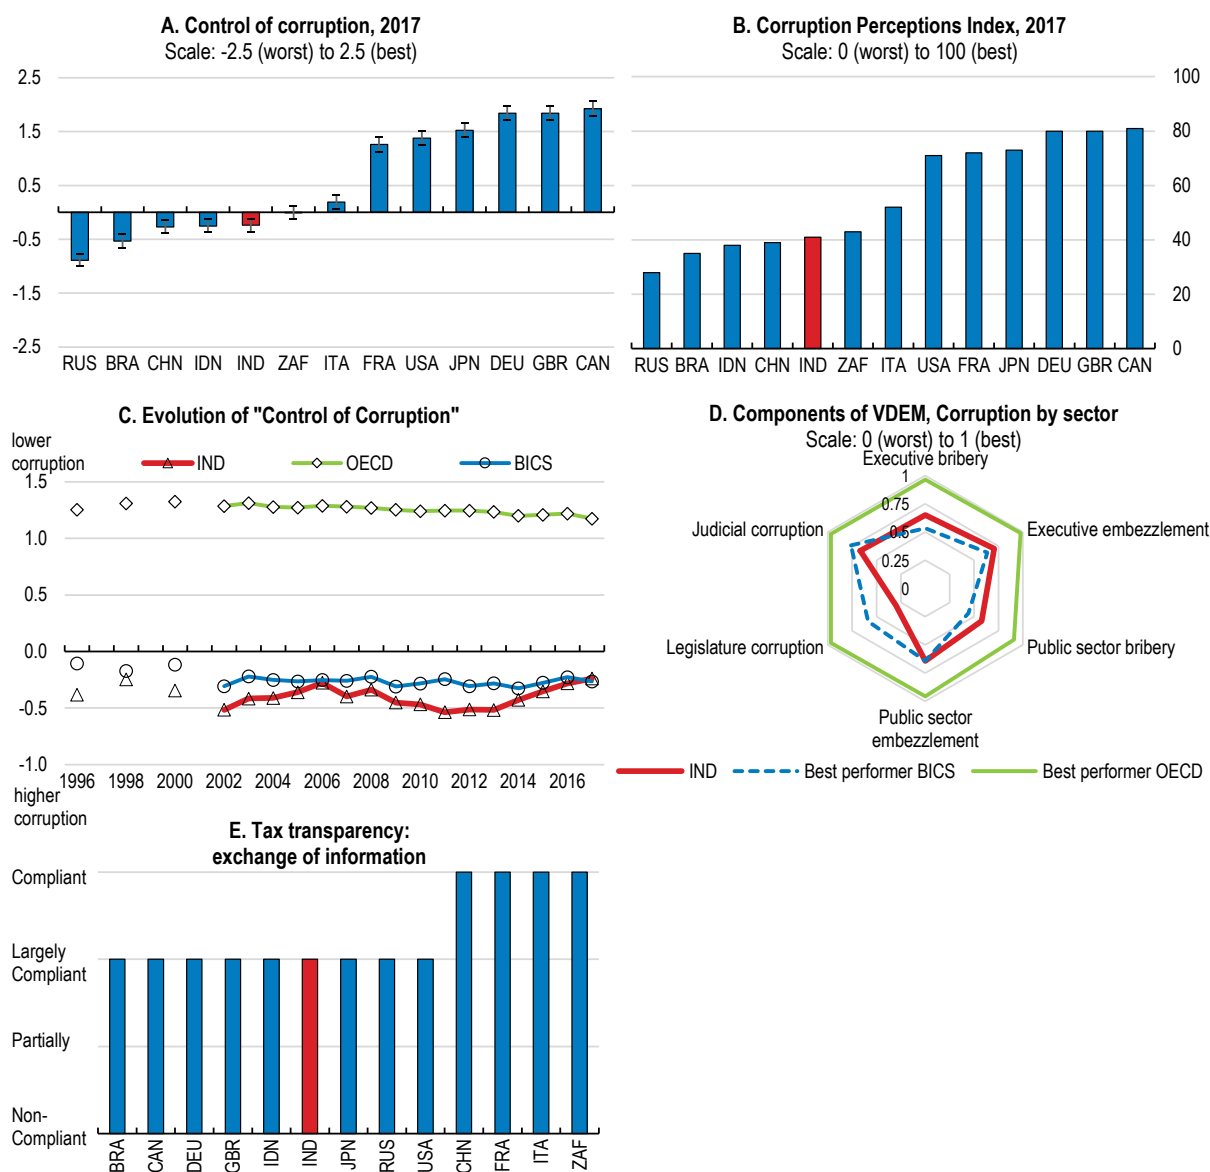 A. Control of corruption, 2017
Scale: -2.5 (worst) to 2.5 (best)
2.5
1.5
0.5
-0.5
-1.5
-2.5
RUS BRA CHN IDN IND ZAF ITA FRA USA JPN DEU GBR CAN
B. Corruption Perceptions Index, 2017
Scale: 0 (worst) to 100 (best)
100
80
60
40
20
0
RUS BRA IDN CHN IND ZAF ITA USA FRA JPN DEU GBR CAN
C. Evolution of "Control of Corruption"
lower
corruption
IND OECD BICS
1.5
1.0
0.5
0.0
-0.5
-1.0
1996 1998 2000 2002 2004 2006 2008 2010 2012 2014 2016
higher
corruption
D. Components of VDEM, Corruption by sector
Scale: 0 (worst) to 1 (best)
Executive bribery
1
0.75
0.5
0.25
0
Judicial corruption
Executive embezzlement
Legislature corruption
Public sector bribery
Public sector
embezzlement
IND Best performer BICS Best performer OECD
E. Tax transparency:
exchange of information
Compliant
Largely
Compliant
Partially
Non-
Compliant
BRA CAN DEU GBR IDN IND JPN RUS USA CHN FRA ITA ZAF